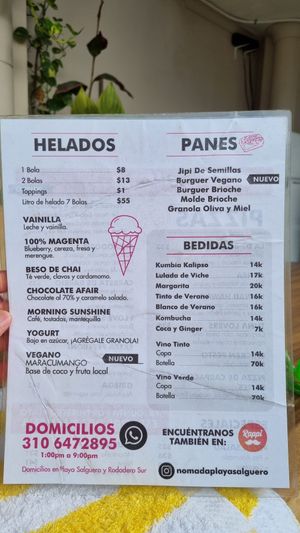 HELADOS
1 Bola $8
2 Bolas $13
Toppings $1
Litro de helado 7 Bolas $55
VAINILLA
Leche y vainilla.
100% MAGENTA
Blueberry, cereza, fresa y
merengue.
BESO DE CHAI
Té verde, clavos y cardamomo.
CHOCOLATE AFAIR
Chocolate al 70% y caramelo salado.
MORNING SUNSHINE
Café, tostadas, mantequilla
YOGURT
Bajo en azúcar, ¡AGRÉGALE GRANOLA!
VEGANO
MARACUMANGO NUEVO
Base de coco y fruta local
PANES
Jipi De Semillas
Burguer Vegano NUEVO
Burguer Brioche
Molde Brioche
Granola Oliva y Miel
BEDIDAS
Kumbia Kalipso 14k
Lulada de Viche 17k
Margarita 20k
Tinto de Verano 16k
Blanco de Verano 16k
Kombucha 14k
Coca y Ginger 7k
Vino Tinto
Copa 14k
Botella 70k
Vino Verde
Copa 14k
Botella 70k
DOMICILIOS
310 6472895
1:00pm a 9:00pm
Domicilios en Playa Salguero y Rodadero Sur
ENCUÉNTRANOS
TAMBIÉN EN:
Rappi
nomadaplayasalguero